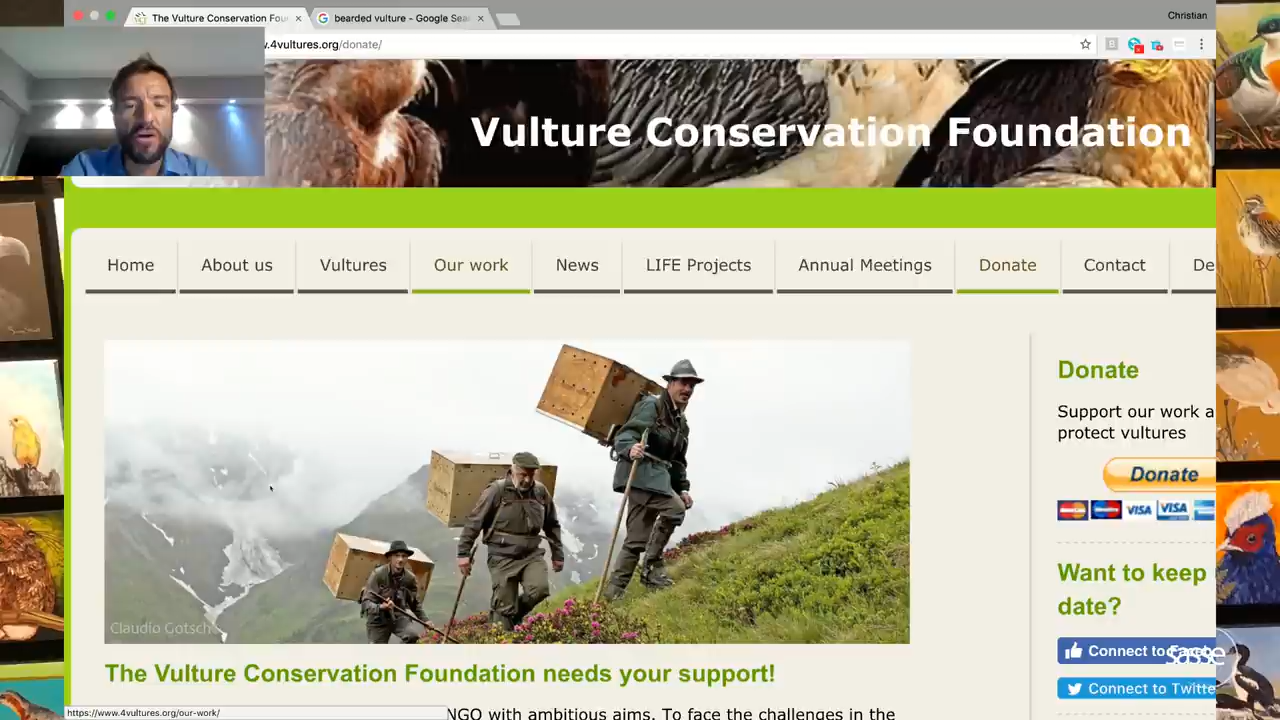 The Vulture Conservation Fou
bearded vulture - Google Sea
Christian
.4vultures.org/donate/
Vulture Conservation Foundation
Home
About us
Vultures
Our work
News
LIFE Projects
Annual Meetings
Donate
Contact
De
Donate
Support our work a
protect vultures
Donate
VISA
VISA
Claudio Gotsch
Want to keep
date?
Connect to
sasse
Connect to Twitte
The Vulture Conservation Foundation needs your support!
NGO with ambitious aims. To face the challenges in the
https://www.4vultures.org/our-work/